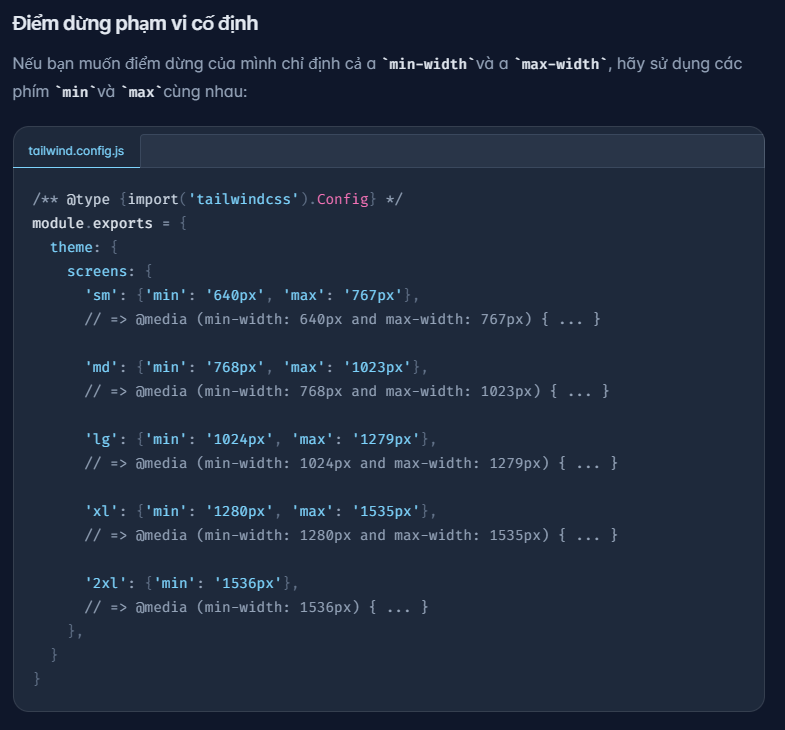 Điểm dừng phạm vi cố định
Nếu bạn muốn điểm dừng của mình chỉ định cả a `min-width`và a `max-width`, hãy sử dụng các
phím `min`và `max`cùng nhau:
tailwind.config.js
/** @type {import('tailwindcss').Config} */
module.exports = {
  theme: {
    screens: {
      'sm': {'min': '640px', 'max': '767px'},
      // => @media (min-width: 640px and max-width: 767px) { ... }
      'md': {'min': '768px', 'max': '1023px'},
      // => @media (min-width: 768px and max-width: 1023px) { ... }
      'lg': {'min': '1024px', 'max': '1279px'},
      // => @media (min-width: 1024px and max-width: 1279px) { ... }
      'xl': {'min': '1280px', 'max': '1535px'},
      // => @media (min-width: 1280px and max-width: 1535px) { ... }
      '2xl': {'min': '1536px'},
      // => @media (min-width: 1536px) { ... }
    },
  }
}